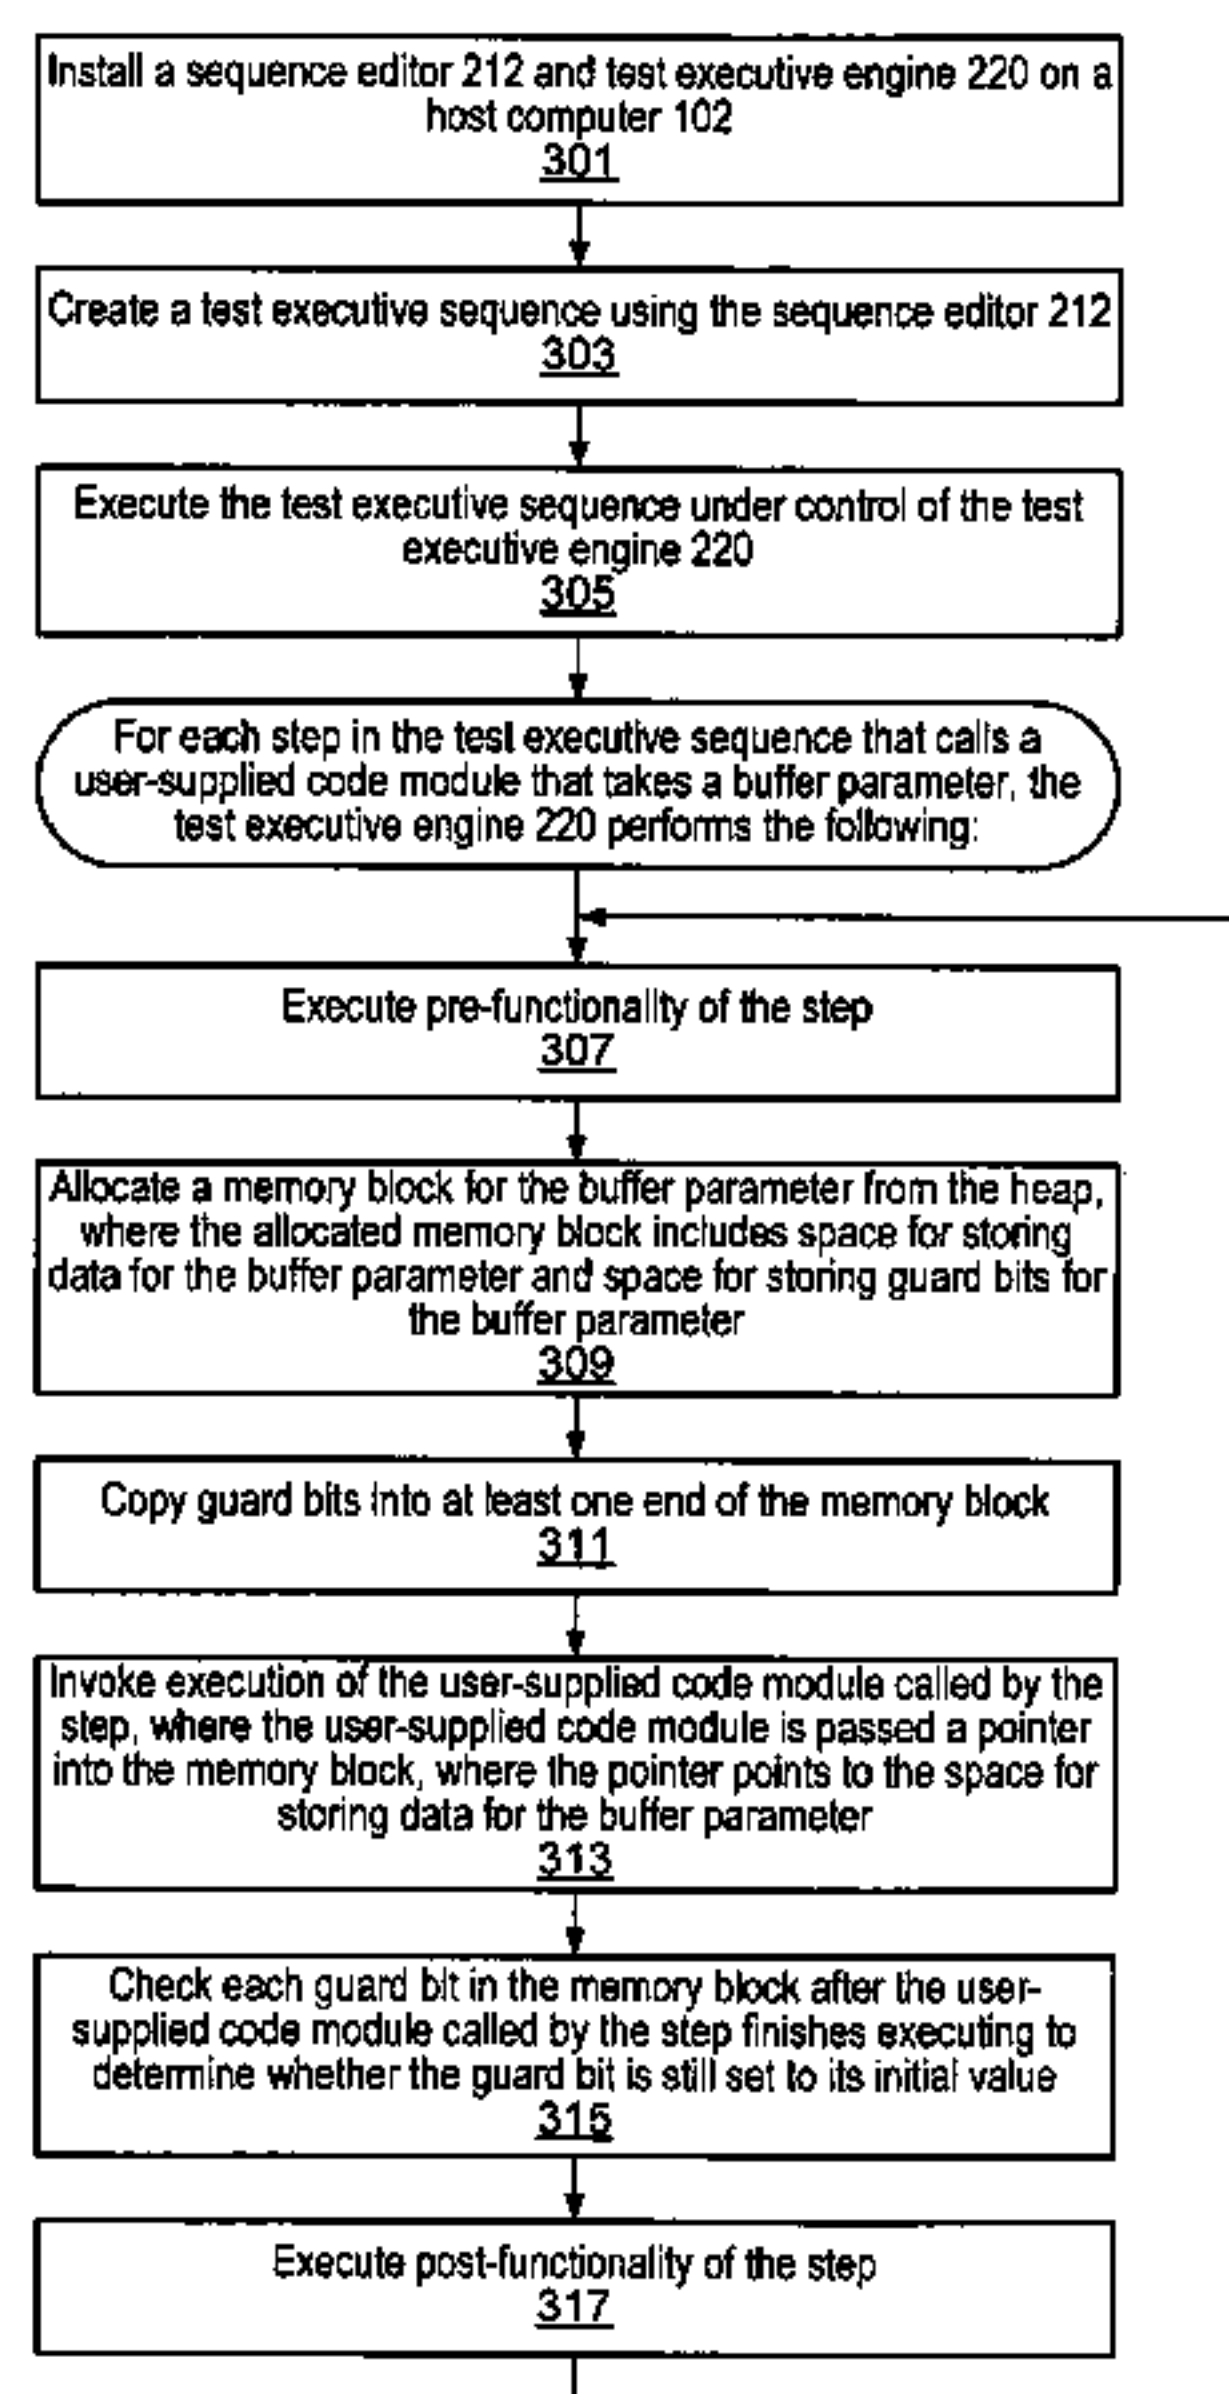 Install a sequence editor 212 and test executive engine 220 on a
host computer 102
301
Create a test executive sequence using the sequence editor 212
303
Execute the test executive sequence under control of the test
executive engine 220
305
For each step in the test executive sequence that calls a
user-supplied code module that takes a buffer parameter, the
test executive engine 220 performs the following:
Execute pre-functionality of the step
307
Allocate a memory block for the buffer parameter from the heap,
where the allocated memory block includes space for storing
data for the buffer parameter and space for storing guard bits for
the buffer parameter
309
Copy guard bits into at least one end of the memory block
311
Invoke execution of the user-supplied code module called by the
step, where the user-supplied code module is passed a pointer
into the memory block, where the pointer points to the space for
storing data for the buffer parameter
313
Check each guard bit in the memory block after the user-
supplied code module called by the step finishes executing to
determine whether the guard bit is still set to its initial value
315
Execute post-functionality of the step
317